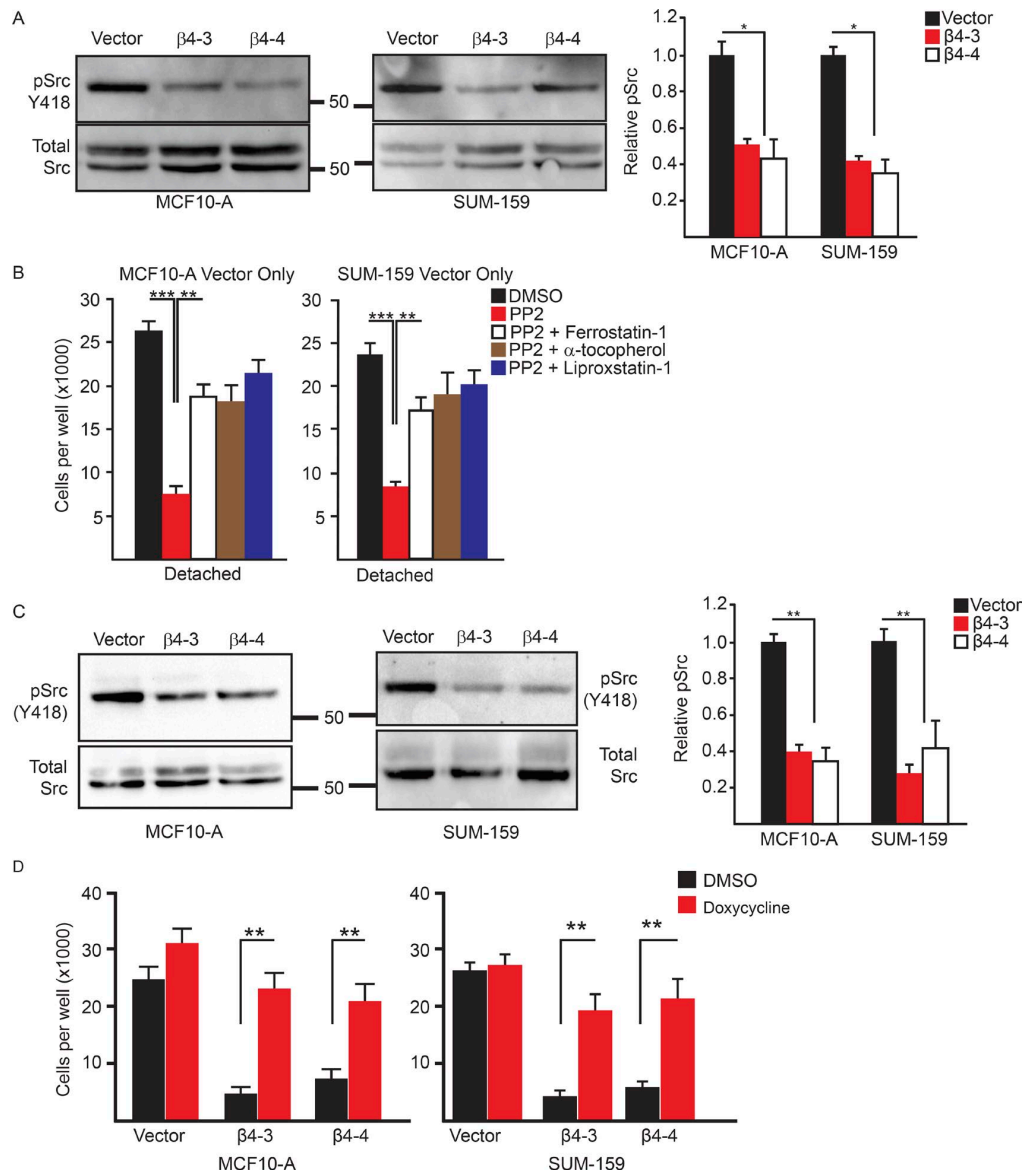 A
Vector β4-3 β4-4
pSrc
Y418
50
Total
Src
50
MCF10-A
Vector β4-3 β4-4
SUM-159
Relative pSrc
1.2
1.0
0.8
0.6
0.4
0.2
* *
MCF10-A SUM-159
Vector
β4-3
β4-4
B
MCF10-A Vector Only
Cells per well (x1000)
30
25
20
15
10
5
*** **
Detached
SUM-159 Vector Only
30
25
20
15
10
5
*** **
Detached
DMSO
PP2
PP2 + Ferrostatin-1
PP2 + α-tocopherol
PP2 + Liproxstatin-1
C
Vector β4-3 β4-4
pSrc
(Y418)
50
Total
Src
50
MCF10-A
Vector β4-3 β4-4
pSrc
(Y418)
Total
Src
SUM-159
Relative pSrc
1.2
1.0
0.8
0.6
0.4
0.2
** **
MCF10-A SUM-159
Vector
β4-3
β4-4
D
Cells per well (x1000)
40
30
20
10
** **
Vector β4-3 β4-4
MCF10-A
40
30
20
10
** **
Vector β4-3 β4-4
SUM-159
DMSO
Doxycycline